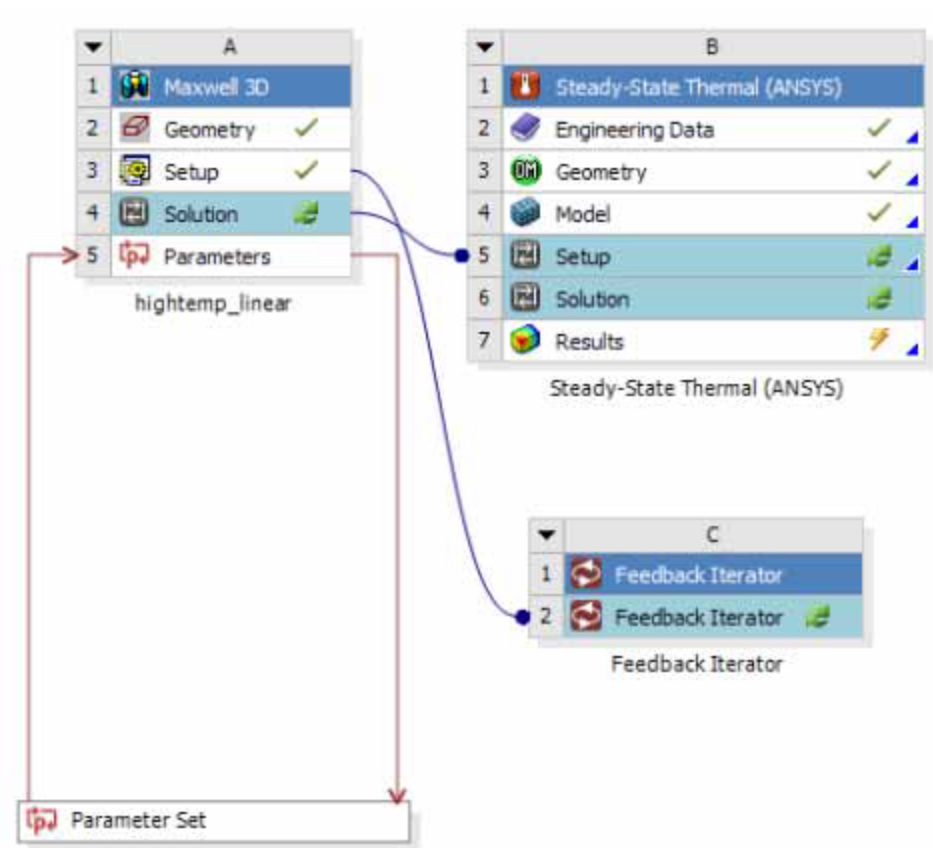 A
1 Maxwell 3D
2 Geometry
3 Setup
4 Solution
5 Parameters
hightemp_linear
B
1 Steady-State Thermal (ANSYS)
2 Engineering Data
3 DM Geometry
4 Model
5 Setup
6 Solution
7 Results
Steady-State Thermal (ANSYS)
C
1 Feedback Iterator
2 Feedback Iterator
Feedback Iterator
Parameter Set